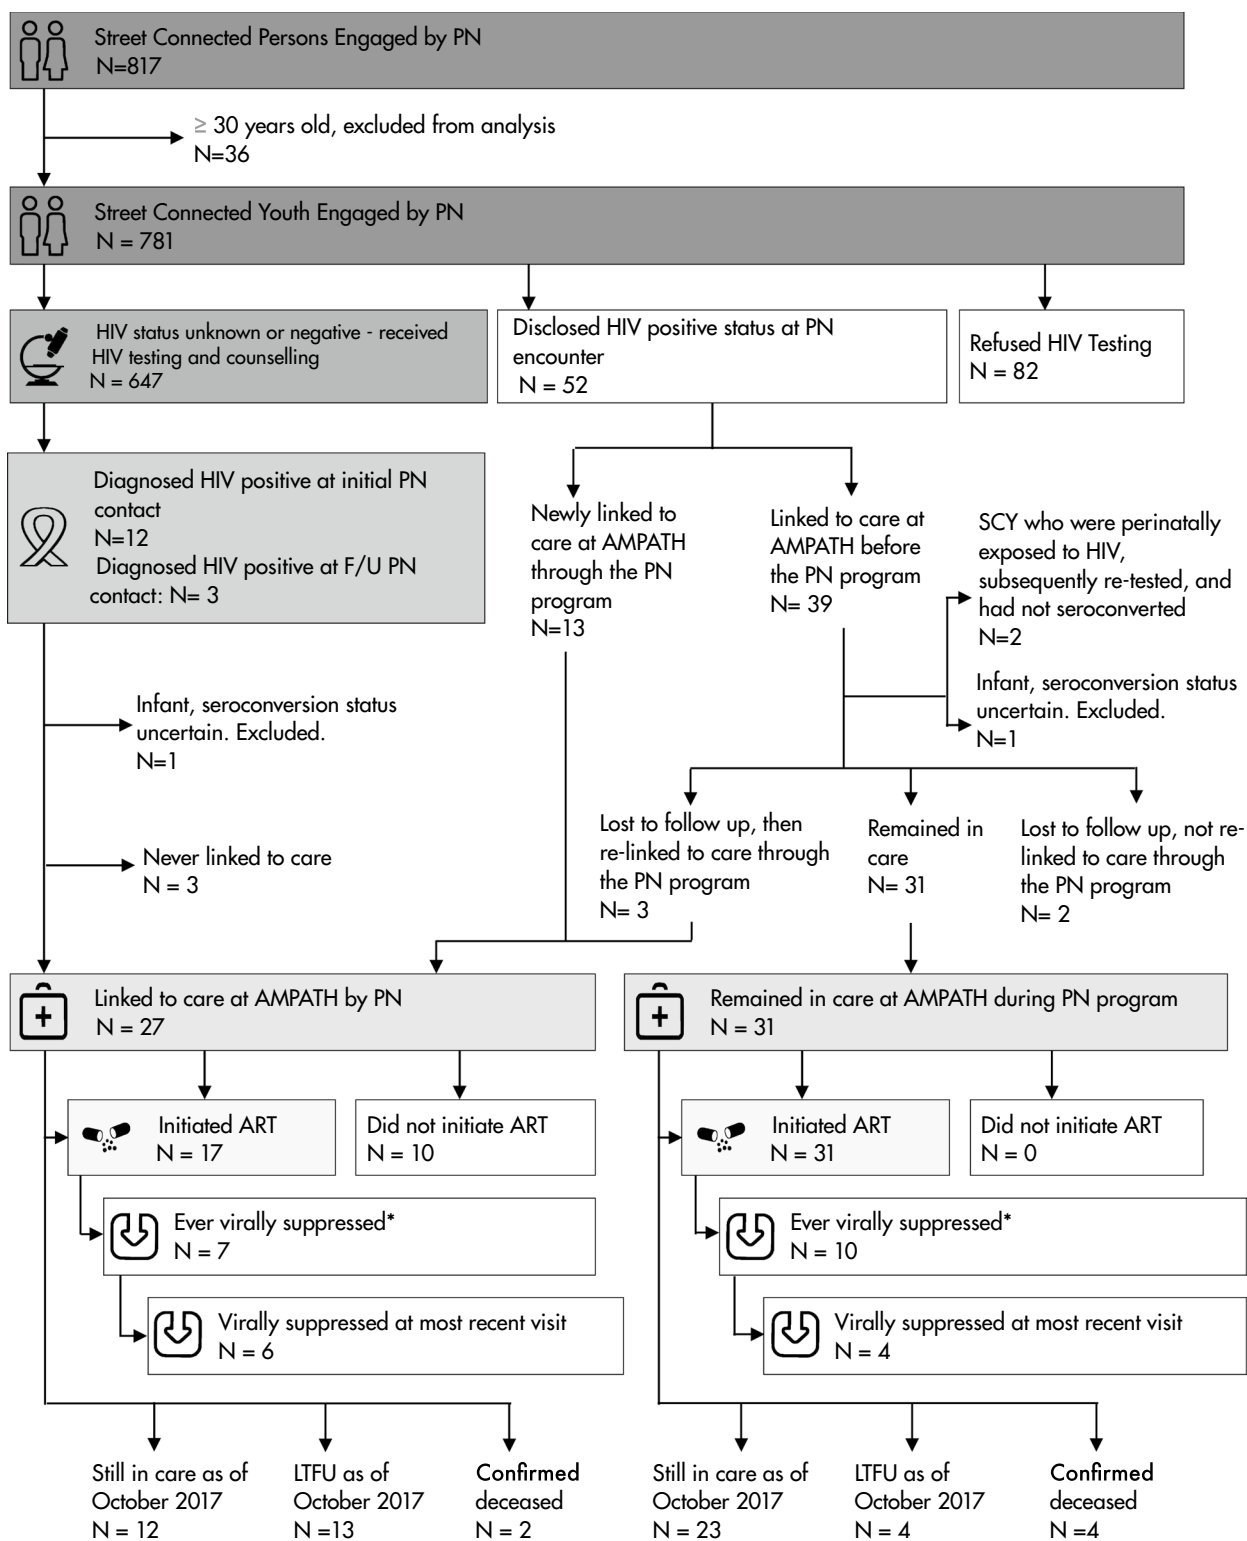 Street Connected Persons Engaged by PN
N=817
≥ 30 years old, excluded from analysis
N=36
Street Connected Youth Engaged by PN
N = 781
HIV status unknown or negative - received
HIV testing and counselling
N = 647
Disclosed HIV positive status at PN
encounter
N = 52
Refused HIV Testing
N = 82
Diagnosed HIV positive at initial PN
contact
N=12
Diagnosed HIV positive at F/U PN
contact: N= 3
Newly linked to
care at AMPATH
through the PN
program
N=13
Linked to care at
AMPATH before
the PN program
N= 39
SCY who were perinatally
exposed to HIV,
subsequently re-tested, and
had not seroconverted
N=2
Infant, seroconversion status
uncertain. Excluded.
N=1
Infant, seroconversion status
uncertain. Excluded.
N=1
Never linked to care
N = 3
Lost to follow up, then
re-linked to care through
the PN program
N= 3
Remained in
care
N= 31
Lost to follow up, not re-
linked to care through
the PN program
N= 2
Linked to care at AMPATH by PN
N = 27
Remained in care at AMPATH during PN program
N = 31
Initiated ART
N = 17
Did not initiate ART
N = 10
Initiated ART
N = 31
Did not initiate ART
N = 0
Ever virally suppressed*
N = 7
Ever virally suppressed*
N = 10
Virally suppressed at most recent visit
N = 6
Virally suppressed at most recent visit
N = 4
Still in care as of
October 2017
N = 12
LTFU as of
October 2017
N =13
Confirmed
deceased
N = 2
Still in care as of
October 2017
N = 23
LTFU as of
October 2017
N = 4
Confirmed
deceased
N =4